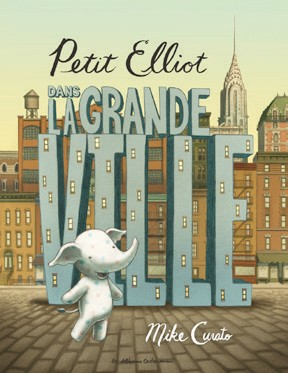 Petit Elliot
DANS
LA GRANDE
VILLE
Mike Curato